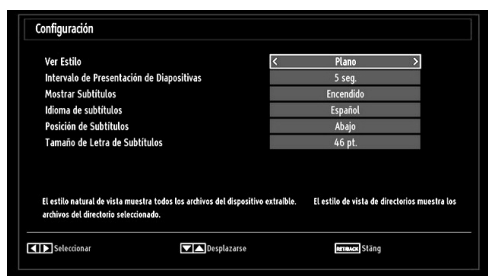 Configuración
Ver Estilo < Plano >
Intervalo de Presentación de Diapositivas 5 seg.
Mostrar Subtítulos Encendido
Idioma de subtítulos Español
Posición de Subtítulos Abajo
Tamaño de Letra de Subtítulos 46 pt.
El estilo natural de vista muestra todos los archivos del dispositivo extraíble. El estilo de vista de directorios muestra los
archivos del directorio seleccionado.
Seleccionar Desplazarse RET/BACK Stäng